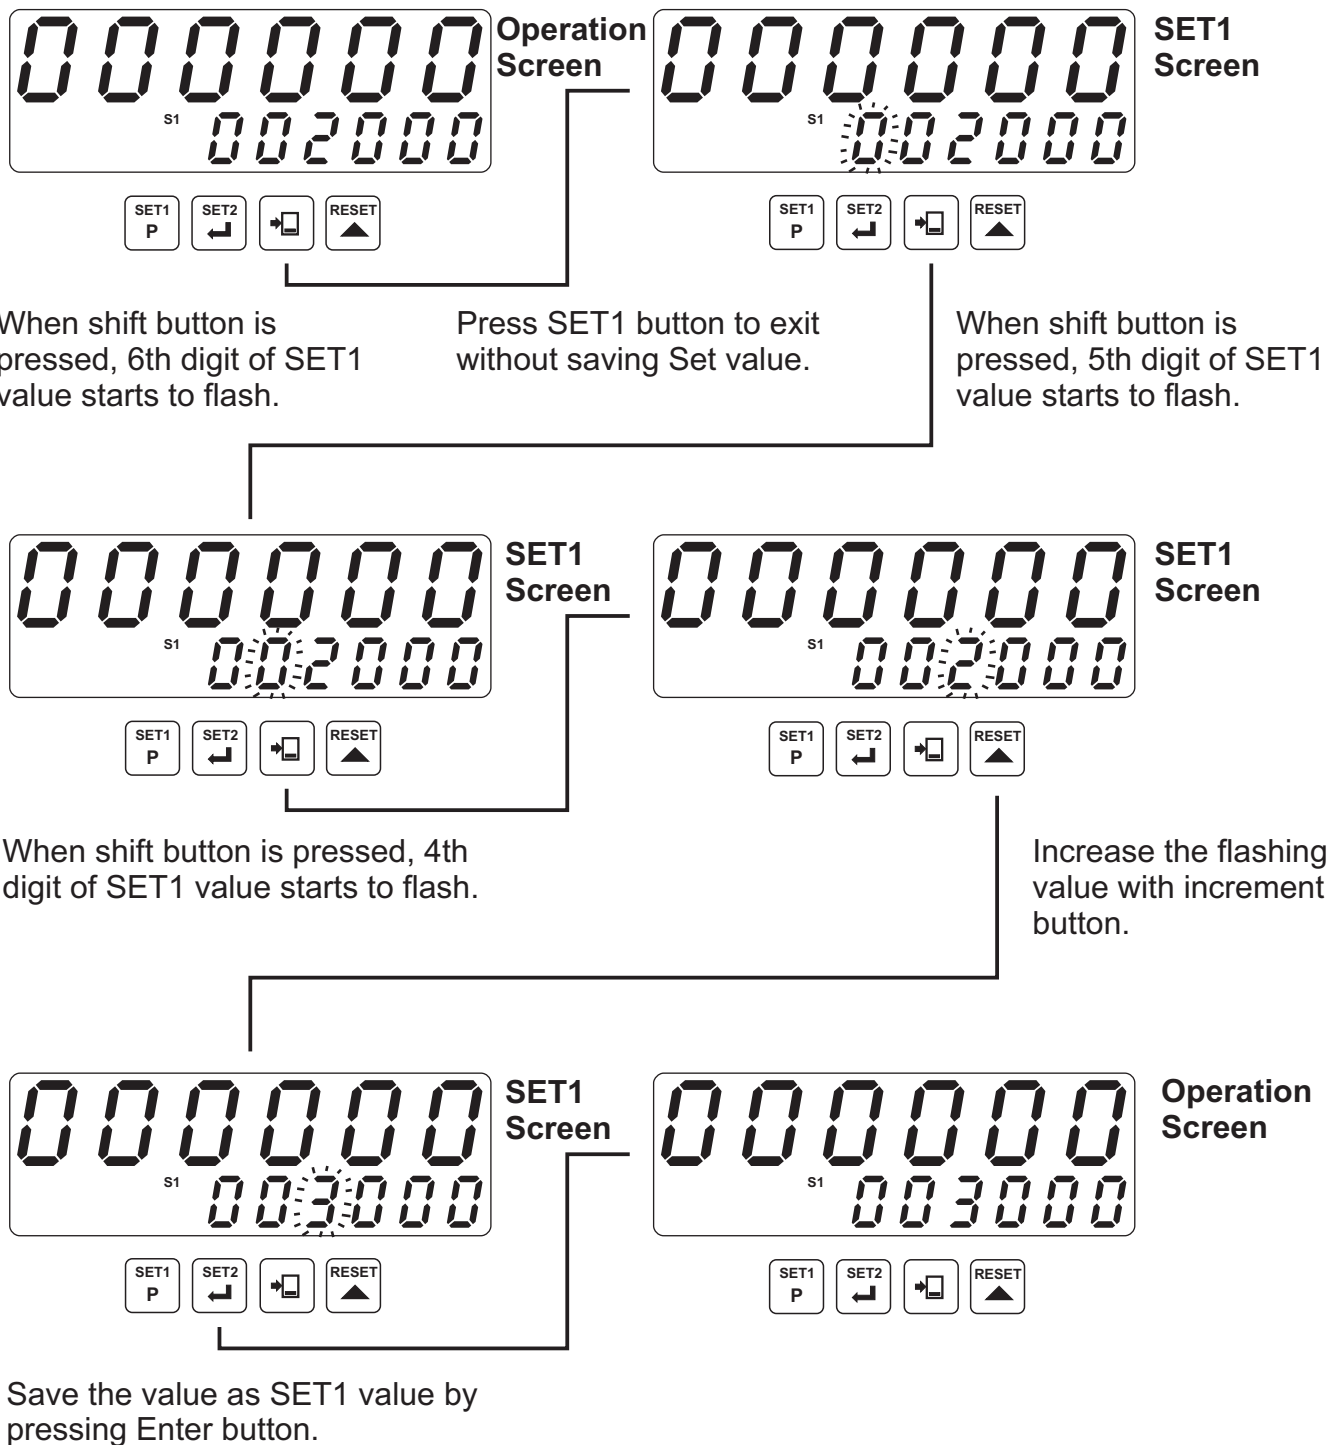 000000
Operation
Screen
S1
002000
SET1
P
SET2
RESET
000000
SET1
Screen
S1
002000
SET1
P
SET2
RESET
When shift button is
pressed, 6th digit of SET1
value starts to flash.
Press SET1 button to exit
without saving Set value.
When shift button is
pressed, 5th digit of SET1
value starts to flash.
000000
SET1
Screen
S1
002000
SET1
P
SET2
RESET
000000
SET1
Screen
S1
002000
SET1
P
SET2
RESET
When shift button is pressed, 4th
digit of SET1 value starts to flash.
Increase the flashing
value with increment
button.
000000
SET1
Screen
S1
003000
SET1
P
SET2
RESET
000000
Operation
Screen
S1
003000
SET1
P
SET2
RESET
Save the value as SET1 value by
pressing Enter button.